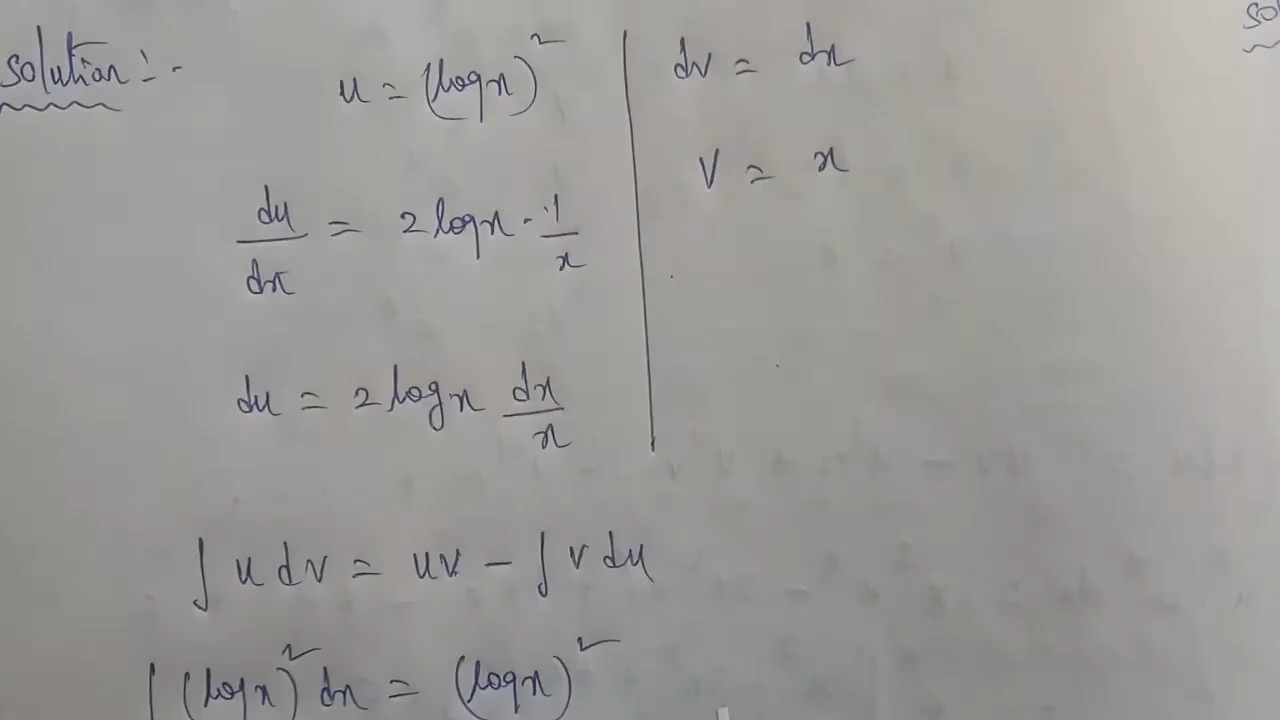 Solution :-
u = (log x)²
dv = dx
v = x
du/dx = 2 log x · 1/x
du = 2 log x dx/x
∫ u dv = uv - ∫ v du
∫ (log x)² dx = (log x)²